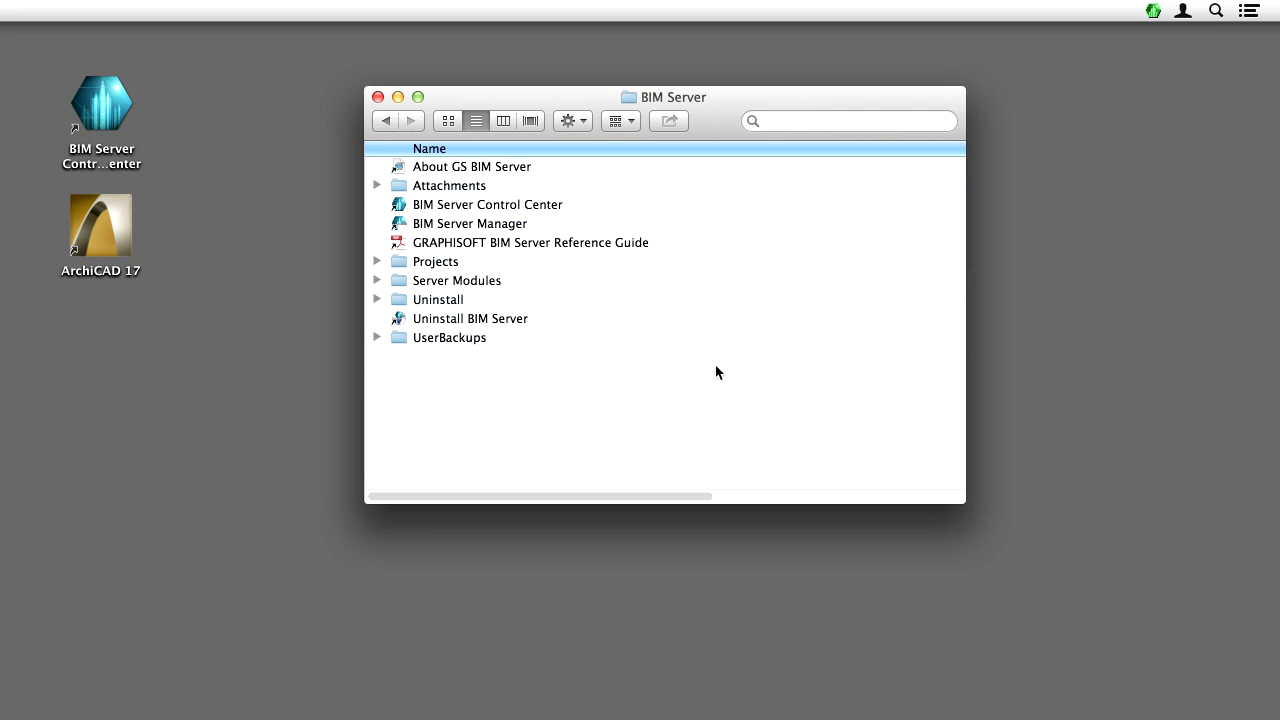 BIM Server
Contr...enter
ArchiCAD 17
BIM Server
Name
About GS BIM Server
Attachments
BIM Server Control Center
BIM Server Manager
GRAPHISOFT BIM Server Reference Guide
Projects
Server Modules
Uninstall
Uninstall BIM Server
UserBackups